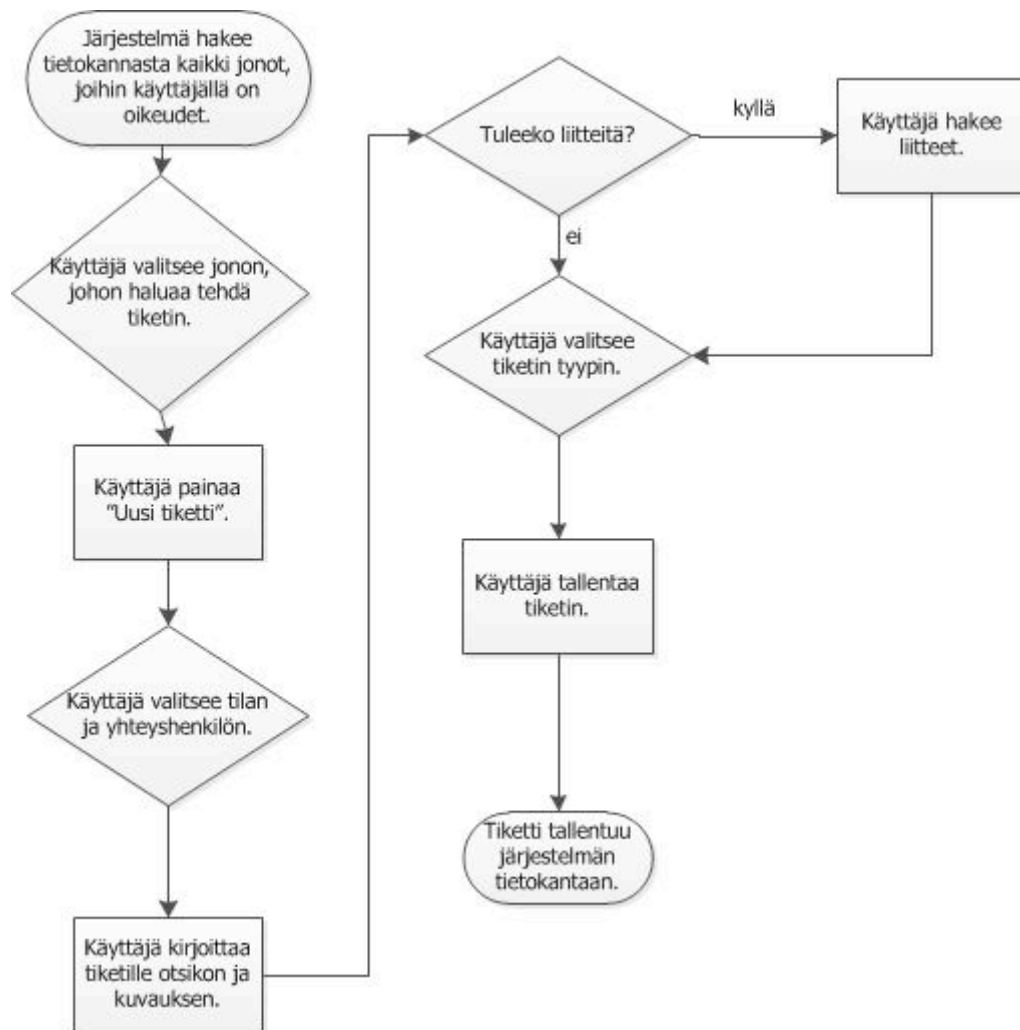 Järjestelmä hakee
tietokannasta kaikki jonot,
joihin käyttäjällä on
oikeudet.
Käyttäjä valitsee jonon,
johon haluaa tehdä
tiketin.
Käyttäjä painaa
”Uusi tiketti”.
Käyttäjä valitsee tilan
ja yhteyshenkilön.
Käyttäjä kirjoittaa
tiketille otsikon ja
kuvauksen.
Tuleeko liitteitä?
kyllä
Käyttäjä hakee
liitteet.
ei
Käyttäjä valitsee
tiketin tyypin.
Käyttäjä tallentaa
tiketin.
Tiketti tallentuu
järjestelmän
tietokantaan.